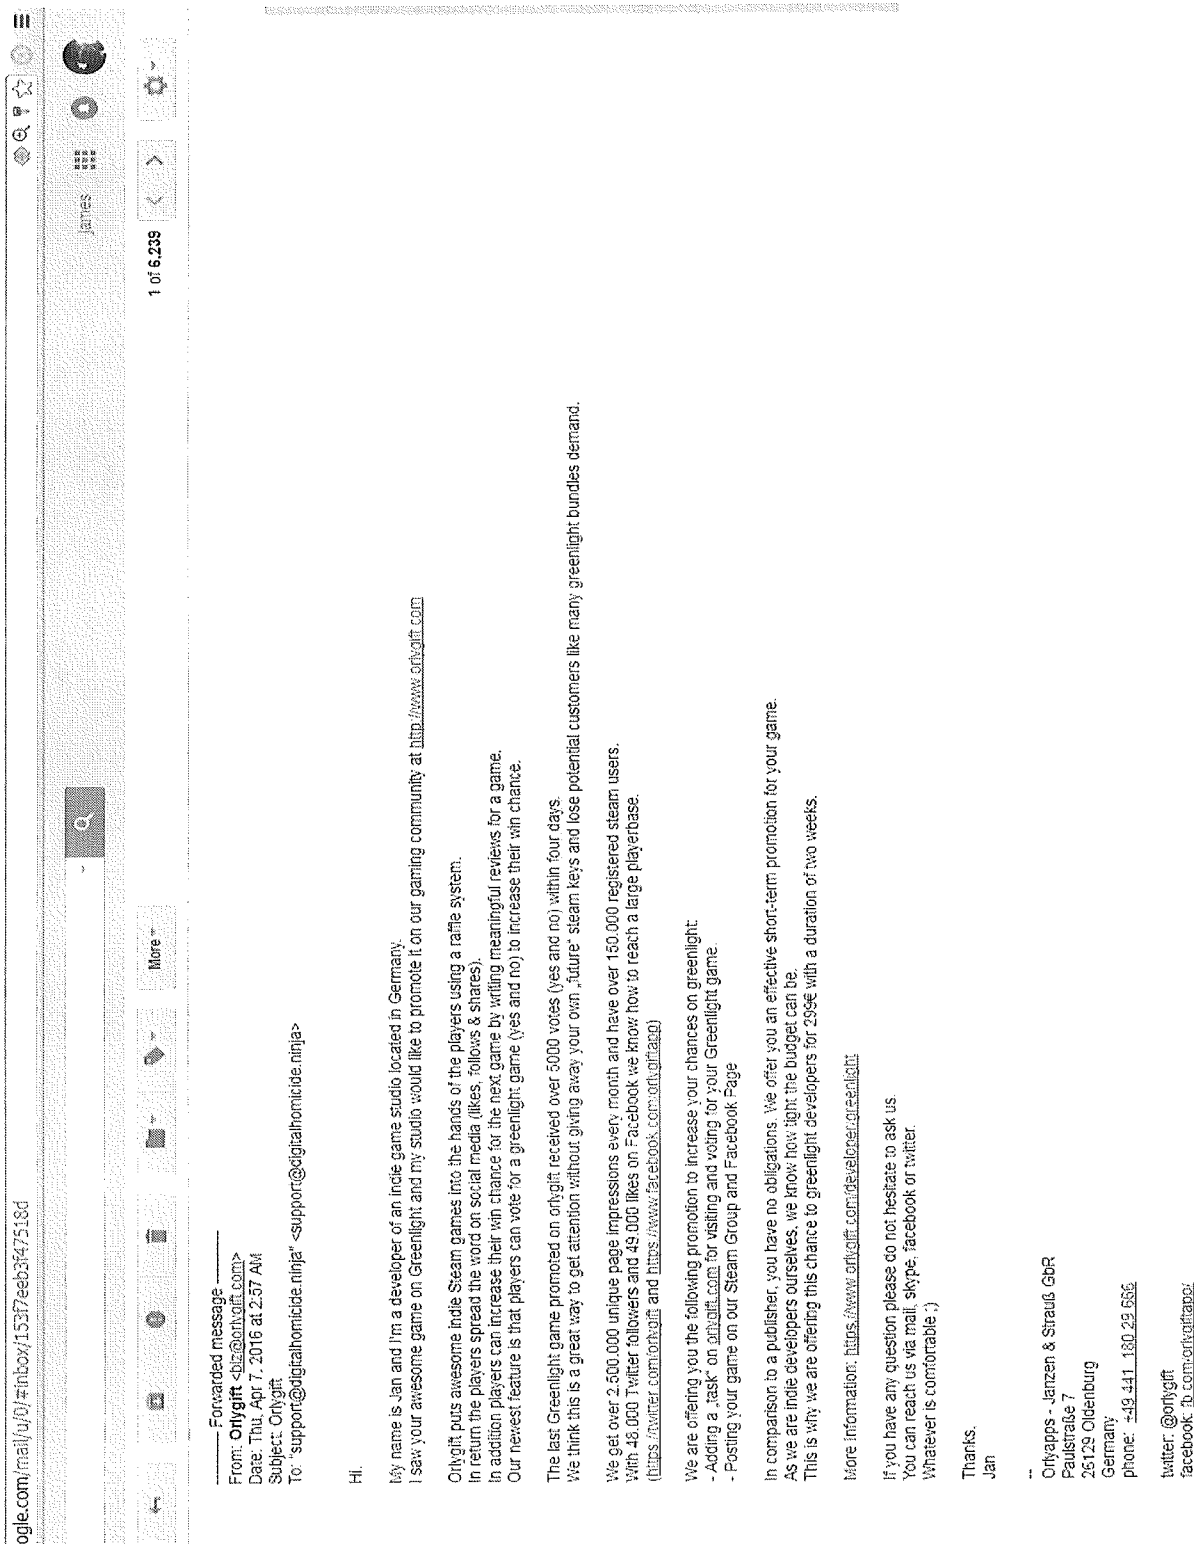 ogle.com/mail/u/0/#inbox/153f7eeb3f47518d
james
More
1 of 6,239
---------- Forwarded message ----------
From: Orlygift <biz@orlygift.com>
Date: Thu, Apr 7, 2016 at 2:57 AM
Subject: Orlygift
To: "support@digitalhomicide.ninja" <support@digitalhomicide.ninja>
Hi.
My name is Jan and I'm a developer of an indie game studio located in Germany.
I saw your awesome game on Greenlight and my studio would like to promote it on our gaming community at http://www.orlygift.com
Orlygift puts awesome Indie Steam games into the hands of the players using a raffle system.
In return the players spread the word on social media (likes, follows & shares).
In addition players can increase their win chance for the next game by writing meaningful reviews for a game.
Our newest feature is that players can vote for a greenlight game (yes and no) to increase their win chance.
The last Greenlight game promoted on orlygift received over 5000 votes (yes and no) within four days.
We think this is a great way to get attention without giving away your own „future“ steam keys and lose potential customers like many greenlight bundles demand.
We get over 2.500.000 unique page impressions every month and have over 150.000 registered steam users.
With 48.000 Twitter followers and 49.000 likes on Facebook we know how to reach a large playerbase.
(https://twitter.com/orlygift and https://www.facebook.com/orlygiftapp)
We are offering you the following promotion to increase your chances on greenlight:
- Adding a „task“ on orlygift.com for visiting and voting for your Greenlight game.
- Posting your game on our Steam Group and Facebook Page
In comparison to a publisher, you have no obligations. We offer you an effective short-term promotion for your game.
As we are indie developers ourselves, we know how tight the budget can be.
This is why we are offering this chance to greenlight developers for 299€ with a duration of two weeks.
More Information: https://www.orlygift.com/developer/greenlight
If you have any question please do not hesitate to ask us.
You can reach us via mail, skype, facebook or twitter.
Whatever is comfortable ;)
Thanks,
Jan
--
Orlyapps - Janzen & Strauß GbR
Paulstraße 7
26129 Oldenburg
Germany
phone: +49 441 180 29 666
twitter: @orlygift
facebook: fb.com/orlygiftapp/